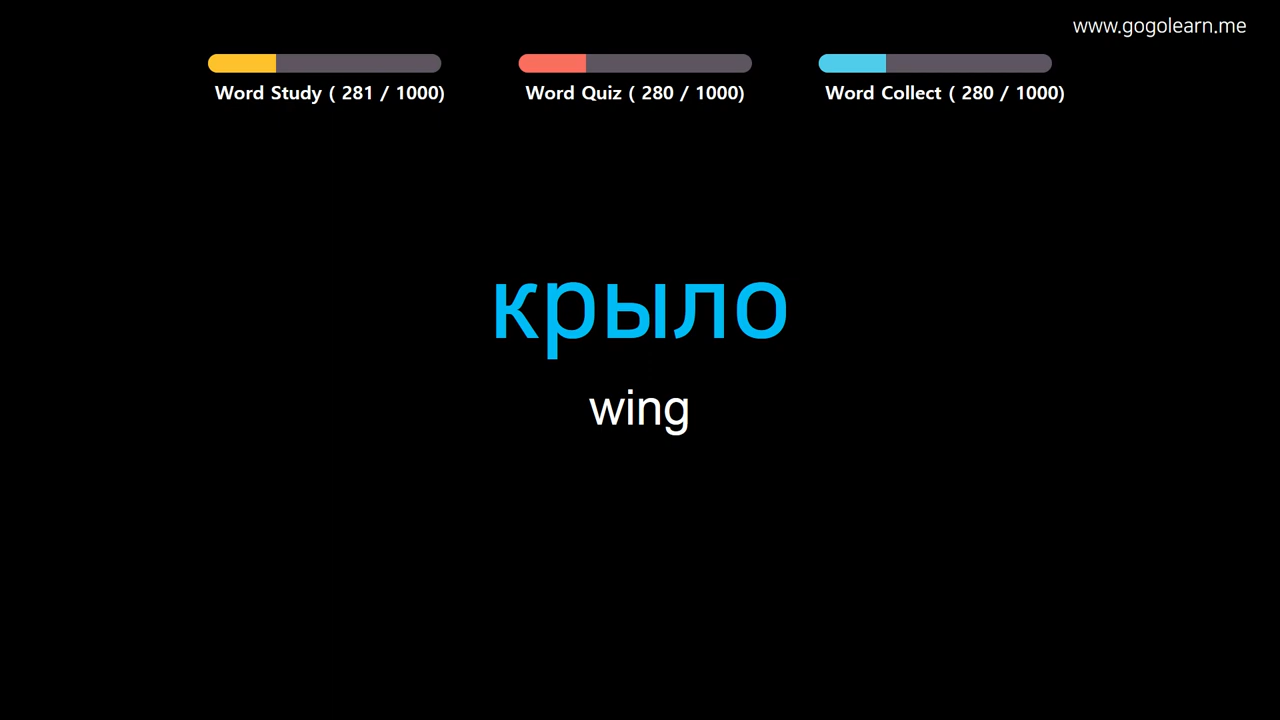 www.gogolearn.me
Word Study ( 281 / 1000)
Word Quiz ( 280 / 1000)
Word Collect ( 280 / 1000)
крыло
wing